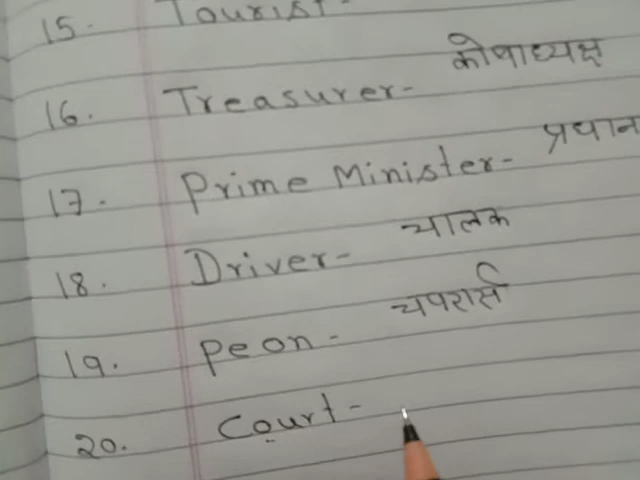 15. Tourist-
16. Treasurer- कोषाध्यक्ष
17. Prime Minister- प्रधान
18. Driver- चालक
19. Peon- चपरार्स
20. Court-